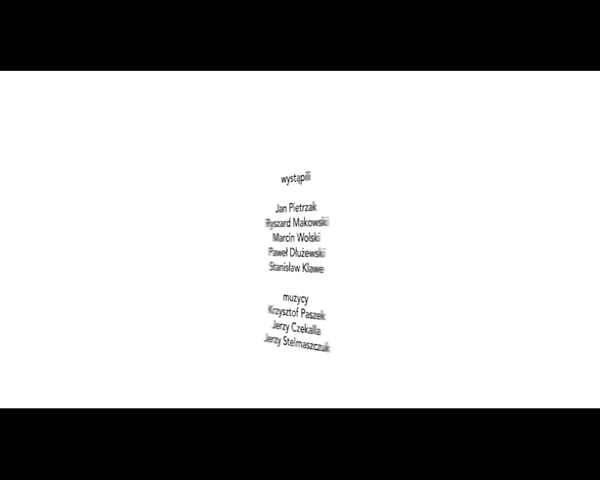 wystąpili
Jan Pietrzak
Ryszard Makowski
Marcin Wolski
Paweł Dłużewski
Stanisław Klawe
muzycy
Krzysztof Paszek
Jerzy Czekalla
Jerzy Stelmaszczuk